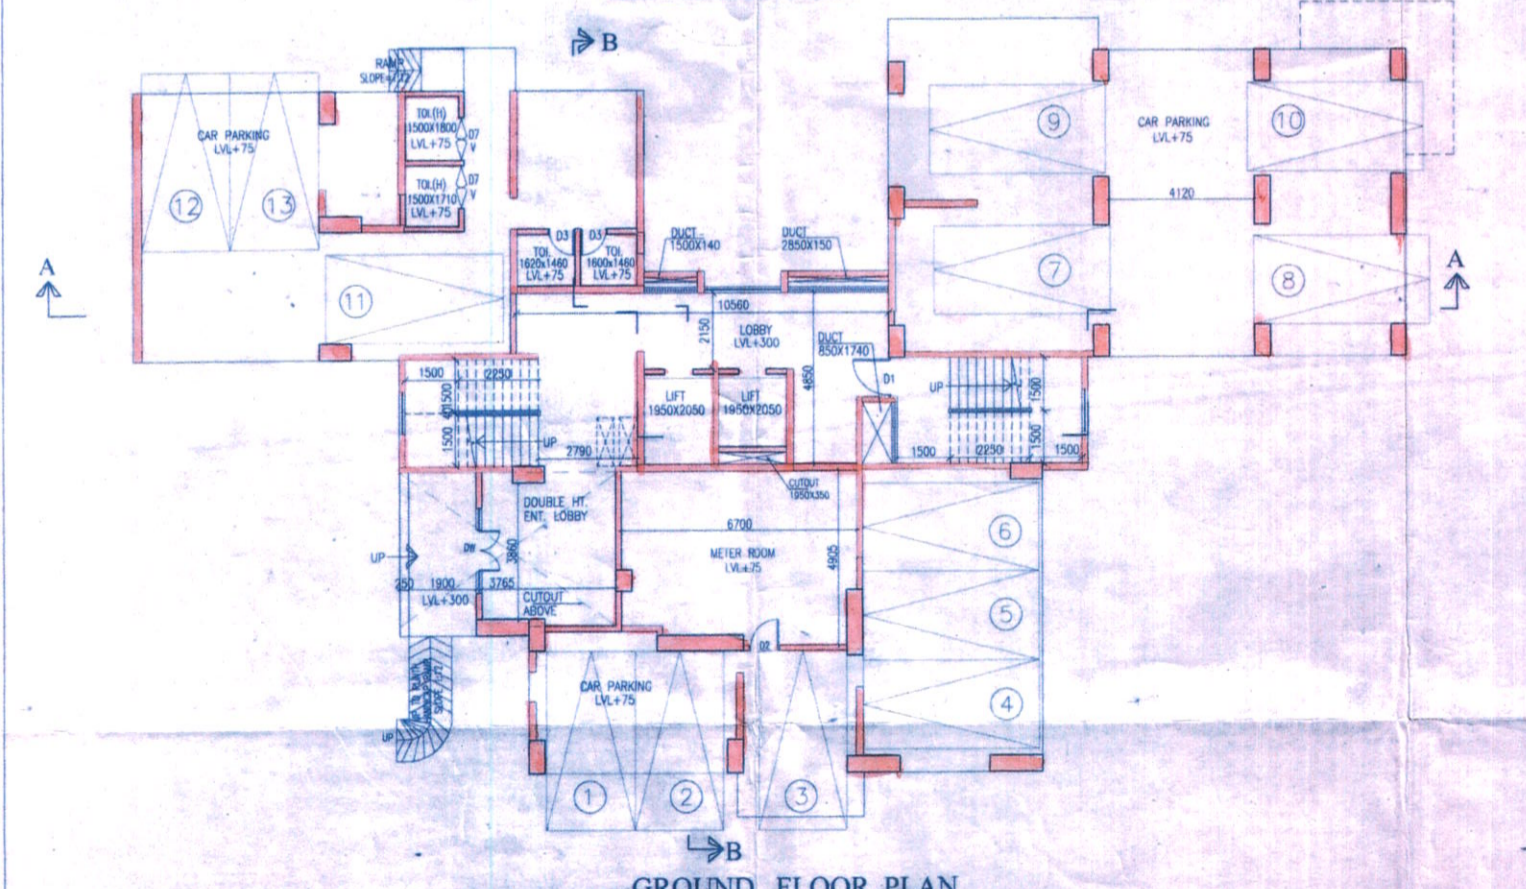 B
RAMP
SLOPE=1/12
TOI.(H)
1500X1800
LVL+75
D7
V
TOI.(H)
1500X1710
LVL+75
D7
V
CAR PARKING
LVL+75
12
13
11
A
D3
D3
TOI.
1620x1460
LVL+75
TOI.
1600x1460
LVL+75
DUCT
1500X140
DUCT
2850X150
9
CAR PARKING
LVL+75
10
4120
7
8
A
10560
2150
LOBBY
LVL+300
DUCT
850X1740
4850
D1
LIFT
1950X2050
LIFT
1950X2050
1500
2250
1500
1500
UP
2790
UP
1500
1500
1500
2250
1500
CUTOUT
1950X350
DOUBLE HT.
ENT. LOBBY
3860
UP
250
1900
3765
LVL+300
CUTOUT
ABOVE
6700
METER ROOM
LVL+75
4905
D2
6
5
4
UP
CAR PARKING
LVL+75
1
2
3
B
GROUND FLOOR PLAN